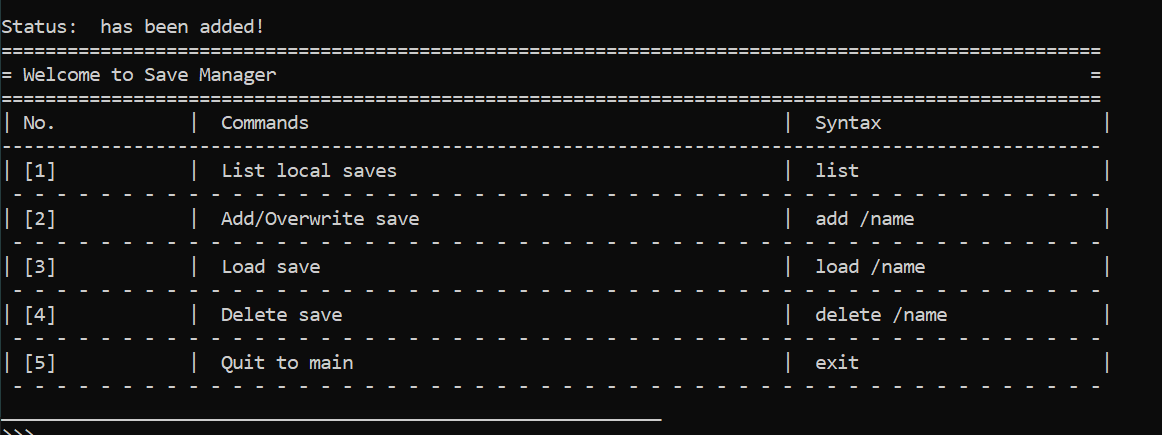 Status:  has been added!
====================================================================================================
= Welcome to Save Manager                                                                          =
====================================================================================================
| No.            |  Commands                                           |  Syntax                    |
----------------------------------------------------------------------------------------------------
| [1]            |  List local saves                                   |  list                      |
 - - - - - - - - - - - - - - - - - - - - - - - - - - - - - - - - - - - - - - - - - - - - - - - - - -
| [2]            |  Add/Overwrite save                                 |  add /name                 |
 - - - - - - - - - - - - - - - - - - - - - - - - - - - - - - - - - - - - - - - - - - - - - - - - - -
| [3]            |  Load save                                          |  load /name                |
 - - - - - - - - - - - - - - - - - - - - - - - - - - - - - - - - - - - - - - - - - - - - - - - - - -
| [4]            |  Delete save                                        |  delete /name              |
 - - - - - - - - - - - - - - - - - - - - - - - - - - - - - - - - - - - - - - - - - - - - - - - - - -
| [5]            |  Quit to main                                       |  exit                      |
 - - - - - - - - - - - - - - - - - - - - - - - - - - - - - - - - - - - - - - - - - - - - - - - - - -
____________________________________________________________
>>>